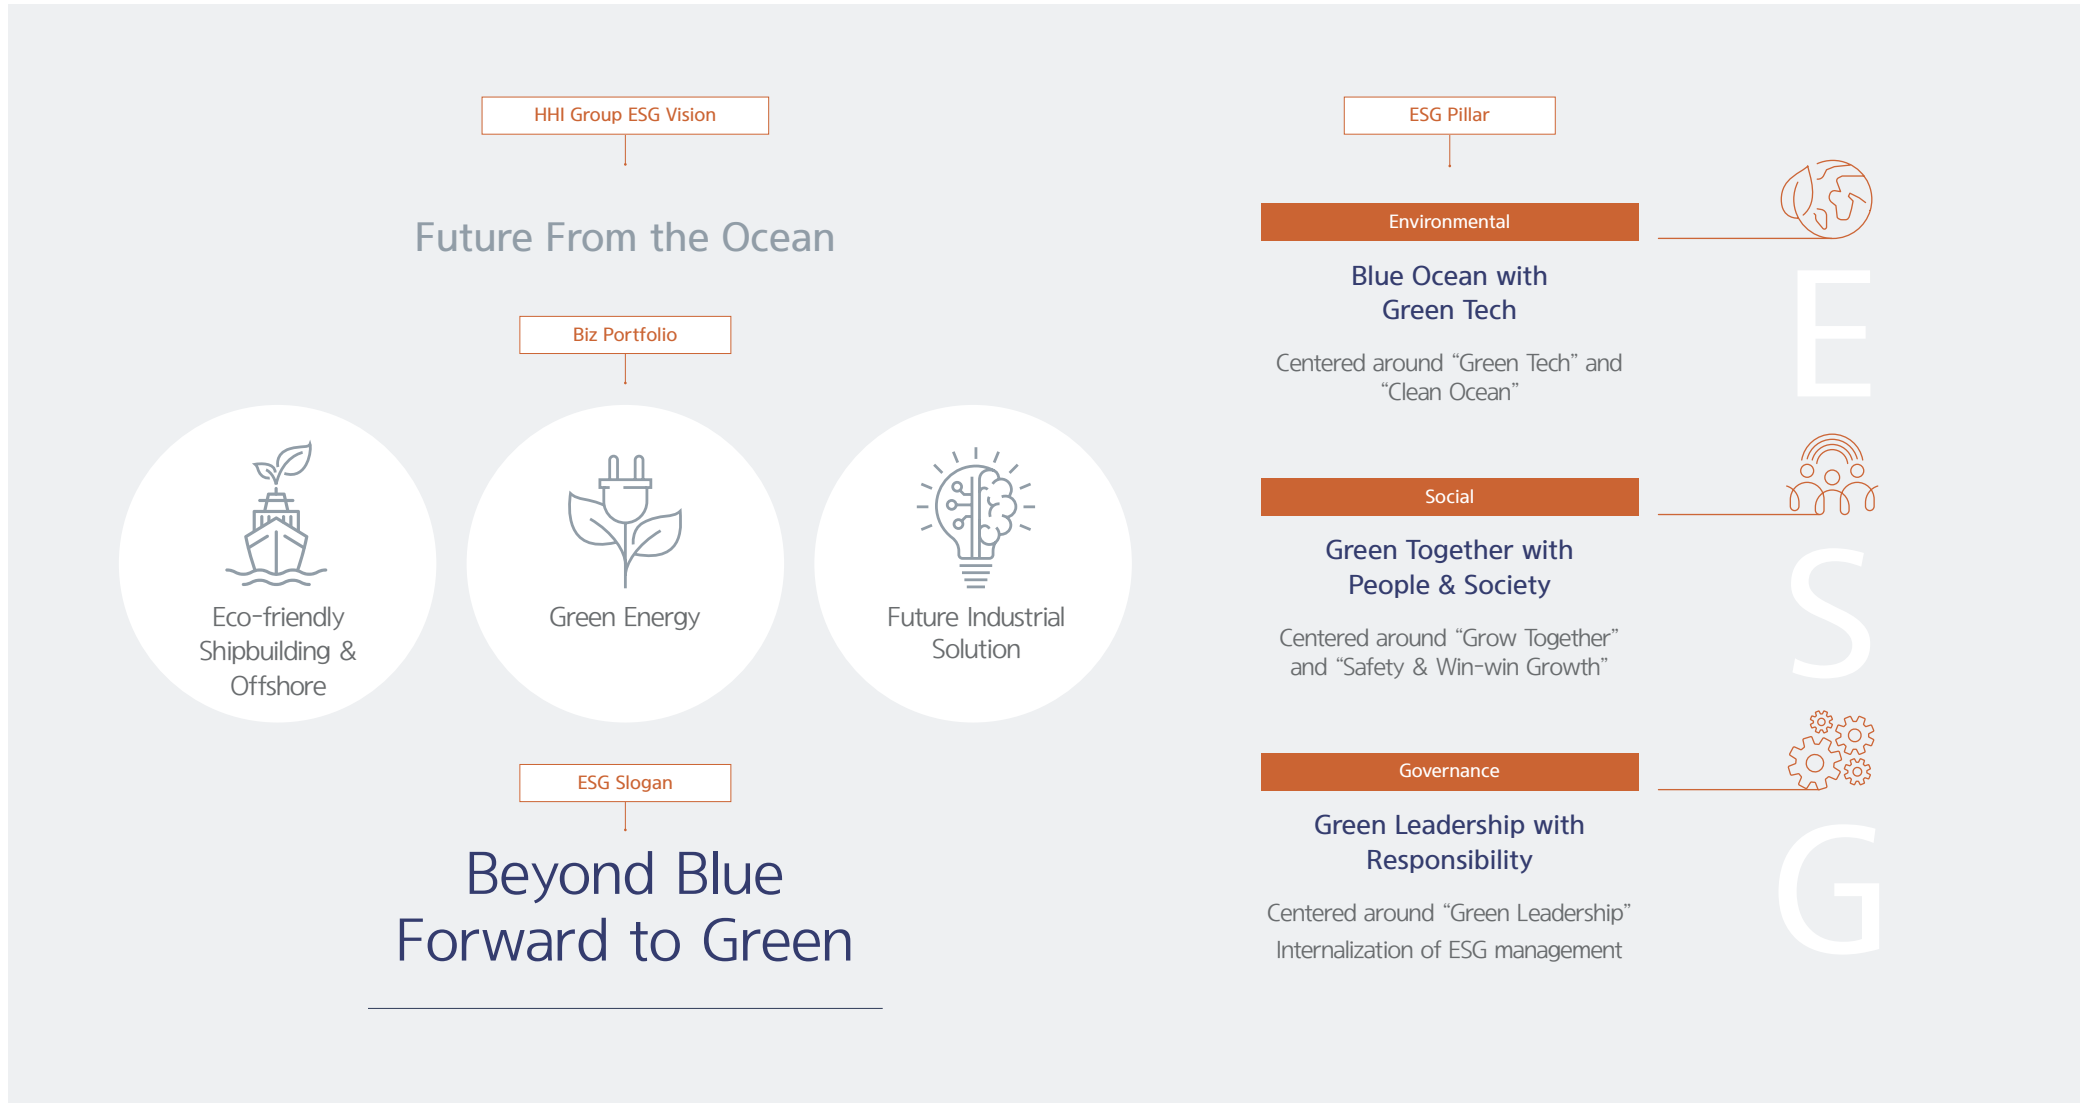 HHI Group ESG Vision
Future From the Ocean
Biz Portfolio
Eco-friendly
Shipbuilding &
Offshore
Green Energy
Future Industrial
Solution
ESG Slogan
Beyond Blue
Forward to Green
ESG Pillar
Environmental
Blue Ocean with
Green Tech
Centered around “Green Tech” and
“Clean Ocean”
E
Social
Green Together with
People & Society
Centered around “Grow Together”
and “Safety & Win-win Growth”
S
Governance
Green Leadership with
Responsibility
Centered around “Green Leadership”
Internalization of ESG management
G